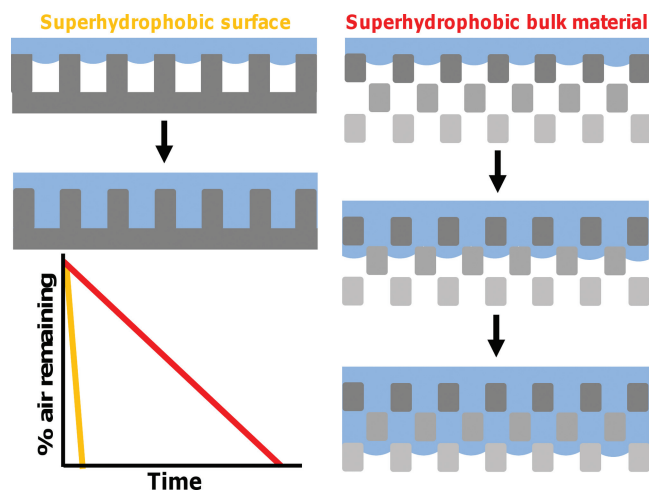 Superhydrophobic surface
Superhydrophobic bulk material
% air remaining
Time